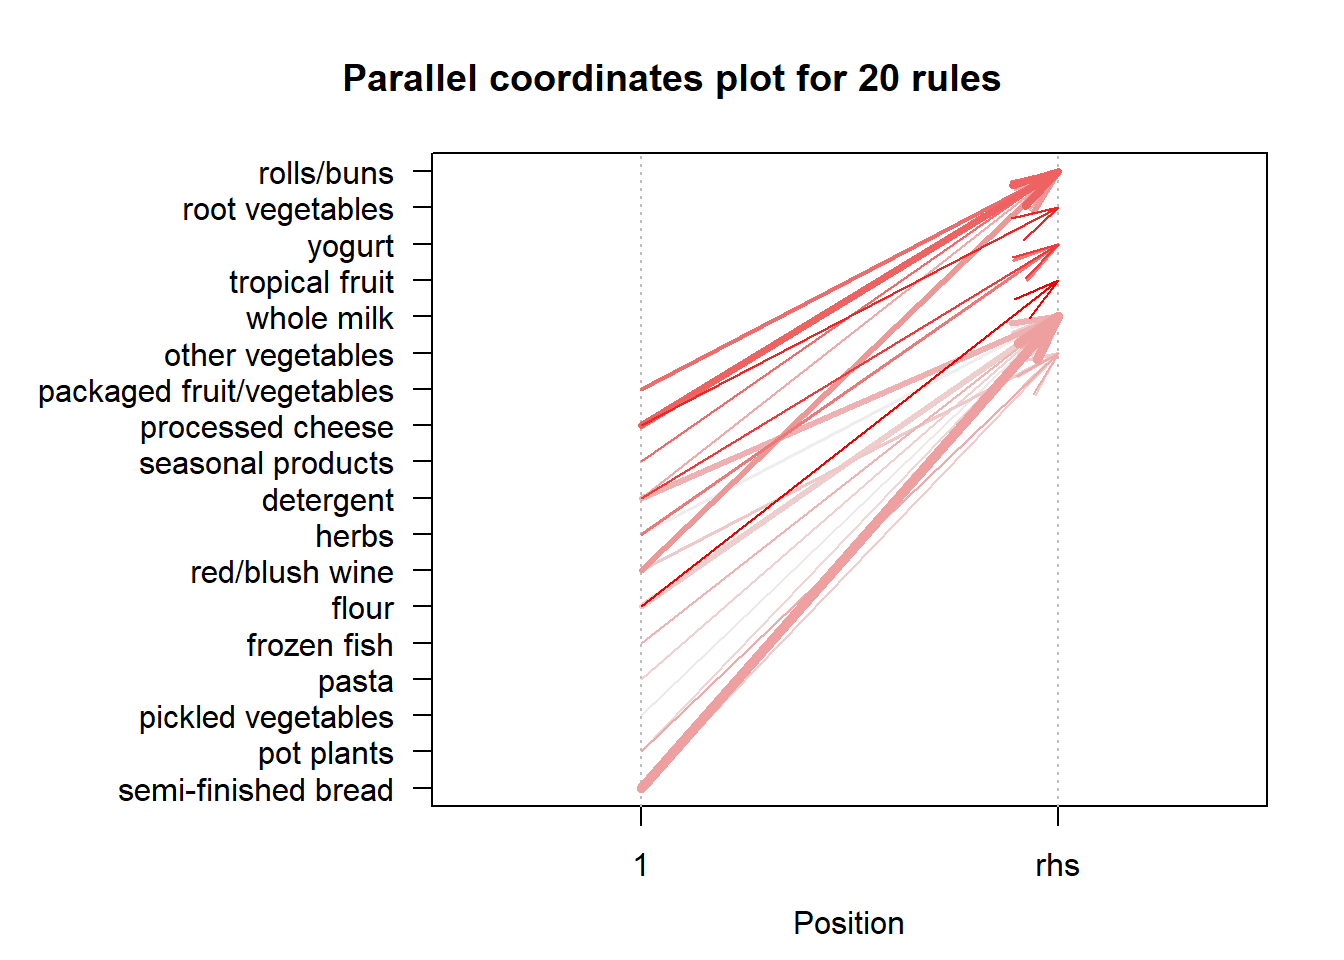 Parallel coordinates plot for 20 rules
rolls/buns
root vegetables
yogurt
tropical fruit
whole milk
other vegetables
packaged fruit/vegetables
processed cheese
seasonal products
detergent
herbs
red/blush wine
flour
frozen fish
pasta
pickled vegetables
pot plants
semi-finished bread
1 rhs
Position